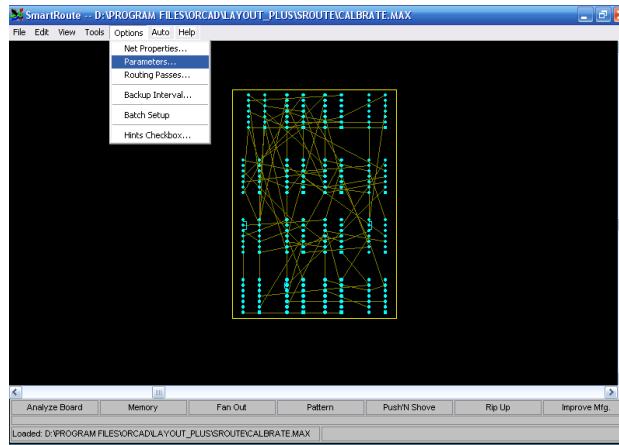 SmartRoute -- D:\PROGRAM FILES\ORCAD\LAYOUT_PLUS\SROUTE\CALBRATE.MAX
File Edit View Tools Options Auto Help
Net Properties...
Parameters...
Routing Passes...
Backup Interval...
Batch Setup
Hints Checkbox...
Analyze Board Memory Fan Out Pattern Push'N Shove Rip Up Improve Mfg.
Loaded: D:\PROGRAM FILES\ORCAD\LAYOUT_PLUS\SROUTE\CALBRATE.MAX